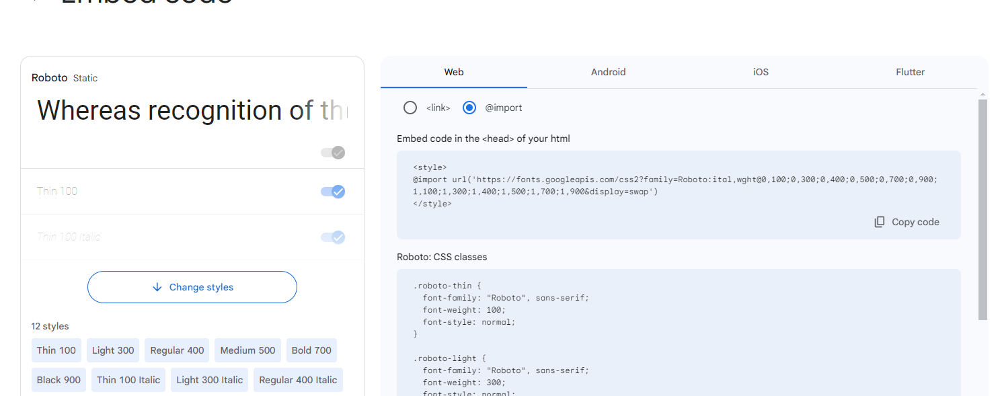 Embed code
Roboto Static
Whereas recognition of th
Thin 100
Thin 100 Italic
Change styles
12 styles
Thin 100 Light 300 Regular 400 Medium 500 Bold 700
Black 900 Thin 100 Italic Light 300 Italic Regular 400 Italic
Web Android iOS Flutter
<link> @import
Embed code in the <head> of your html
<style>
@import url('https://fonts.googleapis.com/css2?family=Roboto:ital,wght@0,100;0,300;0,400;0,500;0,700;0,900;
1,100;1,300;1,400;1,500;1,700;1,900&display=swap')
</style>
Copy code
Roboto: CSS classes
.roboto-thin {
  font-family: "Roboto", sans-serif;
  font-weight: 100;
  font-style: normal;
}
.roboto-light {
  font-family: "Roboto", sans-serif;
  font-weight: 300;
  font-style: normal;